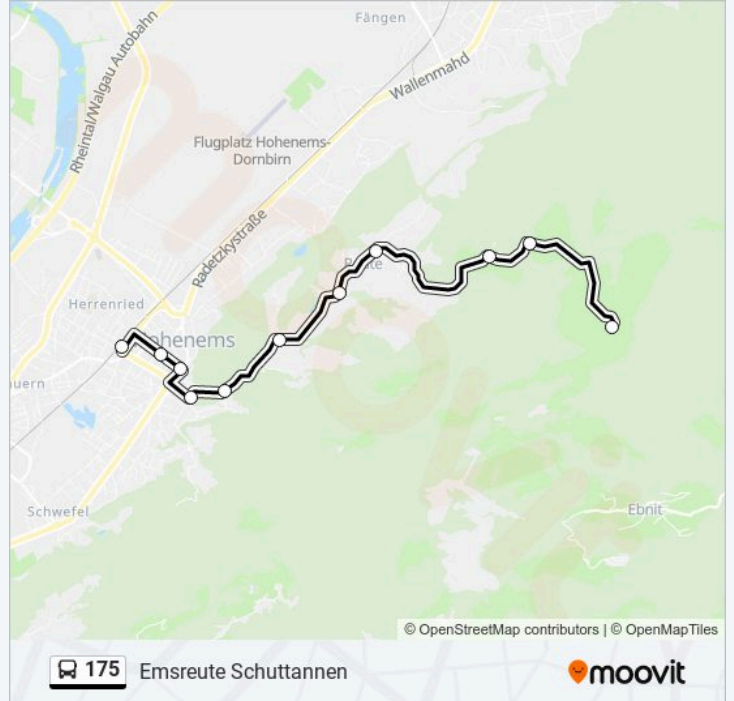 Fängen
Wallenmahd
Rheintal/Walgau Autobahn
Flugplatz Hohenems-
Dornbirn
Radetzkystraße
Herrenried
Hohenems
Schwefel
Ebnit
© OpenStreetMap contributors | © OpenMapTiles
175 Emsreute Schuttannen
moovit